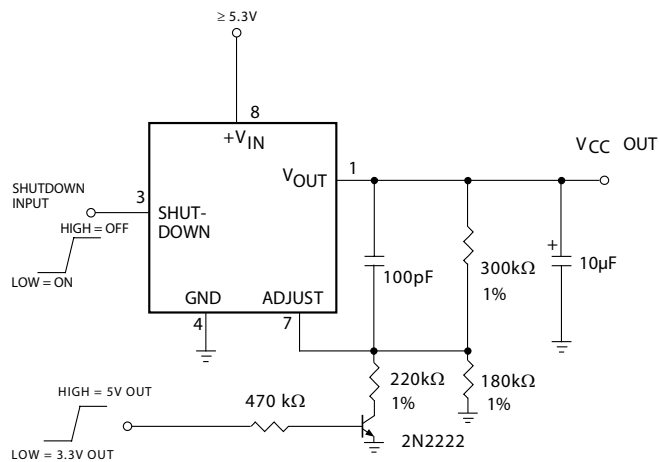 ≥ 5.3V
8
+VIN
VCC OUT
1
VOUT
SHUTDOWN
INPUT
3
SHUT-
DOWN
HIGH = OFF
LOW = ON
100pF
300kΩ
1%
+
10µF
GND
ADJUST
4
7
220kΩ
1%
180kΩ
1%
HIGH = 5V OUT
470 kΩ
2N2222
LOW = 3.3V OUT